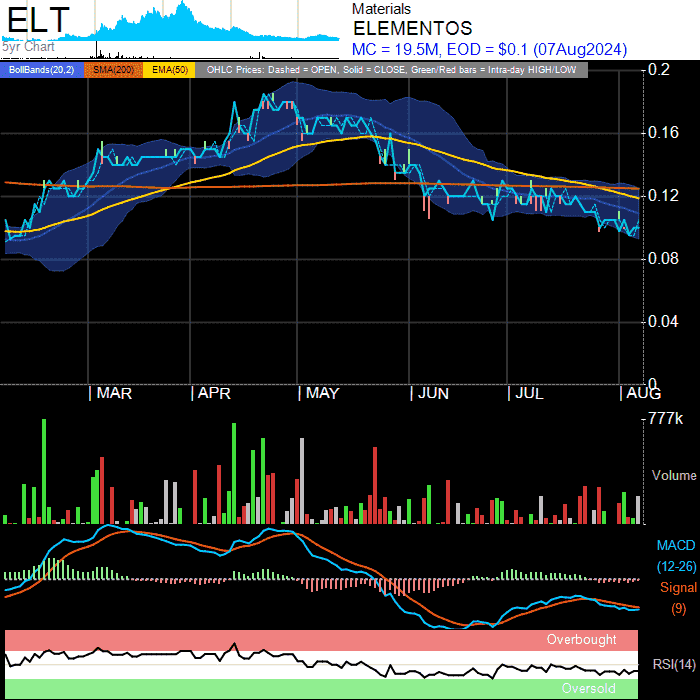 ELT
5yr Chart
Materials
ELEMENTOS
MC = 19.5M, EOD = $0.1 (07Aug2024)
BollBands(20,2) SMA(200) EMA(50) OHLC Prices: Dashed = OPEN, Solid = CLOSE, Green/Red bars = Intra-day HIGH/LOW
0.2
0.16
0.12
0.08
0.04
0
MAR APR MAY JUN JUL AUG
777k
Volume
MACD
(12-26)
Signal
(9)
Overbought
RSI(14)
Oversold